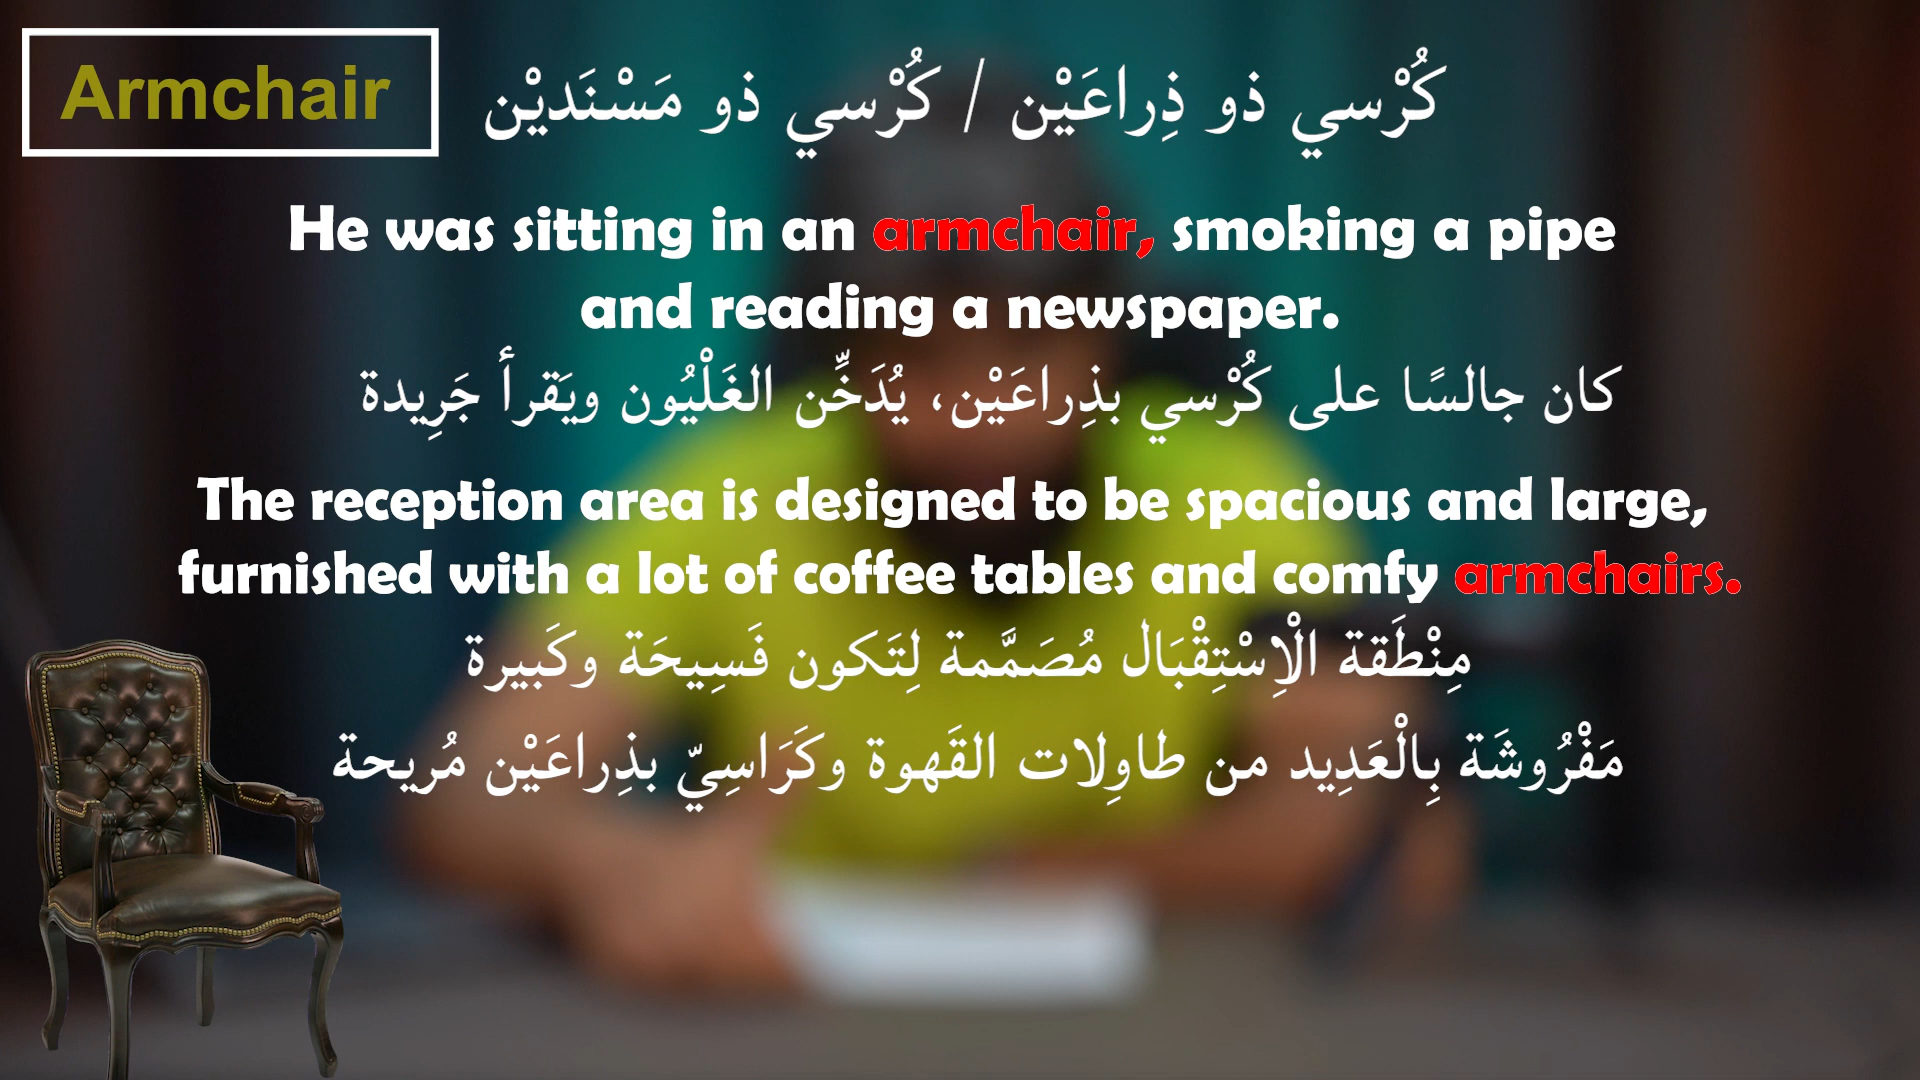 Armchair
كُرْسي ذو ذِراعَيْن / كُرْسي ذو مَسْنَديْن
He was sitting in an armchair, smoking a pipe
and reading a newspaper.
كان جالسًا على كُرْسي بذِراعَيْن، يُدَخِّن الغَلْيُون ويَقرأ جَرِيدة
The reception area is designed to be spacious and large,
furnished with a lot of coffee tables and comfy armchairs.
مِنْطَقة الْاِسْتِقْبَال مُصَمَّمة لِتَكون فَسِيحَة وكَبيرة
مَفْرُوشَة بِالْعَدِيد من طاوِلات القَهوة وكَرَاسِيّ بذِراعَيْن مُريحة